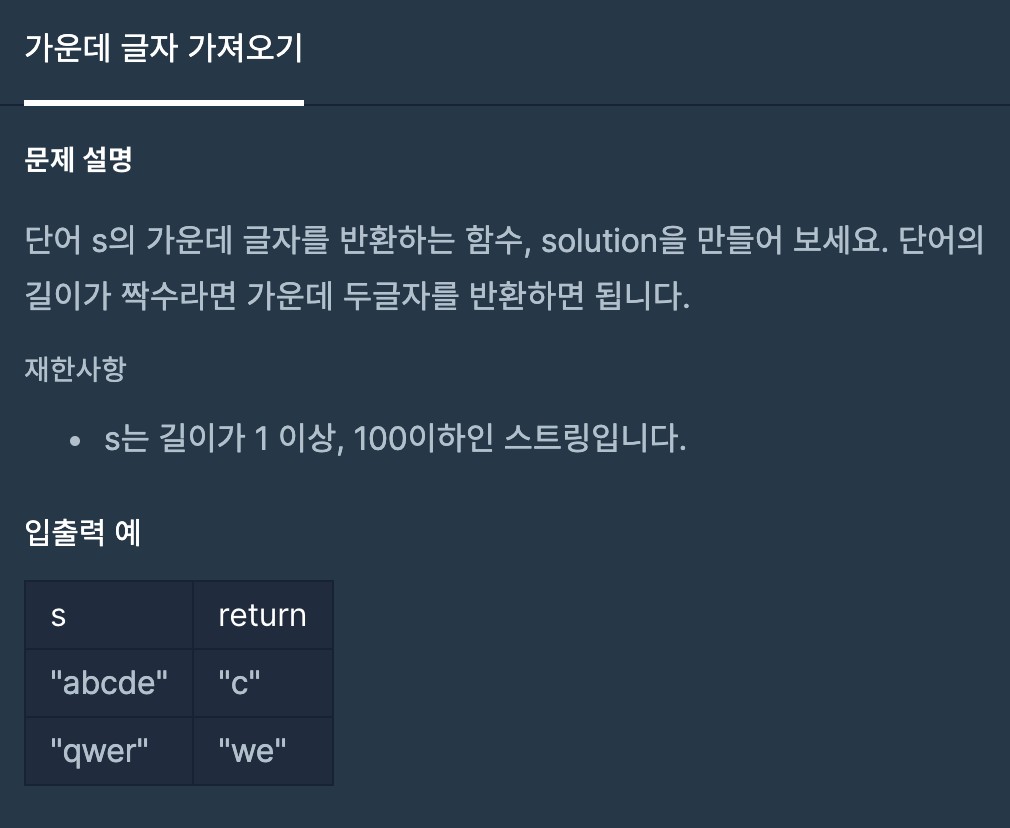 가운데 글자 가져오기
문제 설명
단어 s의 가운데 글자를 반환하는 함수, solution을 만들어 보세요. 단어의
길이가 짝수라면 가운데 두글자를 반환하면 됩니다.
재한사항
s는 길이가 1 이상, 100이하인 스트링입니다.
입출력 예
s return
"abcde" "c"
"qwer" "we"